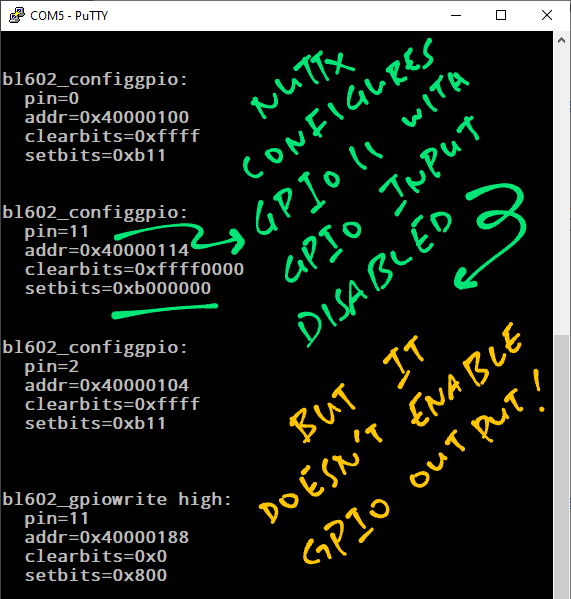 COM5 - PuTTY
bl602_configgpio:
pin=0
addr=0x40000100
clearbits=0xffff
setbits=0xb11
bl602_configgpio:
pin=11
addr=0x40000114
clearbits=0xffff0000
setbits=0xb000000
bl602_configgpio:
pin=2
addr=0x40000104
clearbits=0xffff
setbits=0xb11
bl602_gpiowrite high:
pin=11
addr=0x40000188
clearbits=0x0
setbits=0x800
NUTTX
CONFIGURES
GPIO 11 WITH
GPIO INPUT
DISABLED
BUT IT
DOESN'T ENABLE
GPIO OUTPUT!